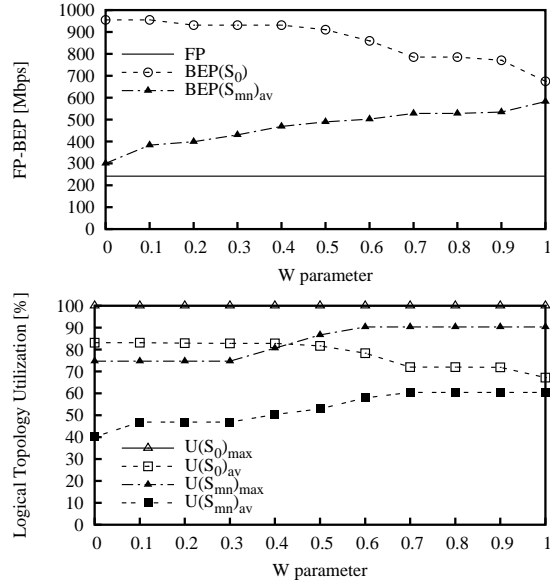 1000
900
800
700
600
500
400
300
200
100
0
FP-BEP [Mbps]
FP
BEP(S0)
BEP(Smn)av
0 0.1 0.2 0.3 0.4 0.5 0.6 0.7 0.8 0.9 1
W parameter
100
90
80
70
60
50
40
30
20
10
0
Logical Topology Utilization [%]
U(S0)max
U(S0)av
U(Smn)max
U(Smn)av
0 0.1 0.2 0.3 0.4 0.5 0.6 0.7 0.8 0.9 1
W parameter